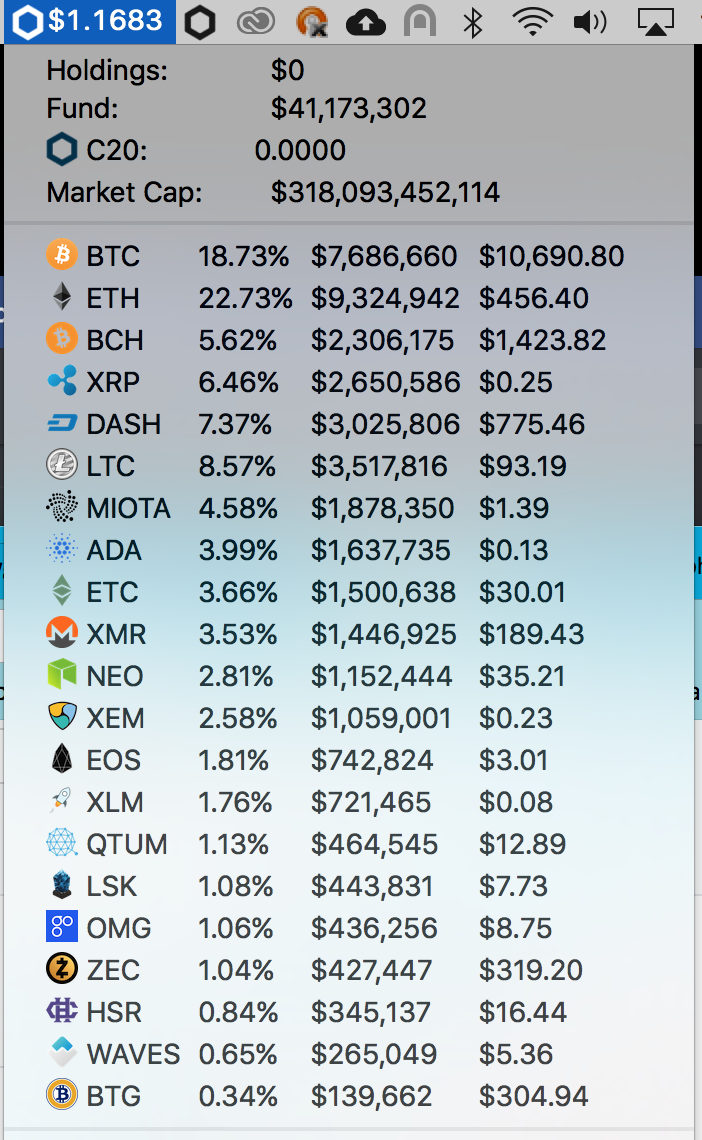 $1.1683
Holdings: $0
Fund: $41,173,302
C20: 0.0000
Market Cap: $318,093,452,114
BTC 18.73% $7,686,660 $10,690.80
ETH 22.73% $9,324,942 $456.40
BCH 5.62% $2,306,175 $1,423.82
XRP 6.46% $2,650,586 $0.25
DASH 7.37% $3,025,806 $775.46
LTC 8.57% $3,517,816 $93.19
MIOTA 4.58% $1,878,350 $1.39
ADA 3.99% $1,637,735 $0.13
ETC 3.66% $1,500,638 $30.01
XMR 3.53% $1,446,925 $189.43
NEO 2.81% $1,152,444 $35.21
XEM 2.58% $1,059,001 $0.23
EOS 1.81% $742,824 $3.01
XLM 1.76% $721,465 $0.08
QTUM 1.13% $464,545 $12.89
LSK 1.08% $443,831 $7.73
OMG 1.06% $436,256 $8.75
ZEC 1.04% $427,447 $319.20
HSR 0.84% $345,137 $16.44
WAVES 0.65% $265,049 $5.36
BTG 0.34% $139,662 $304.94